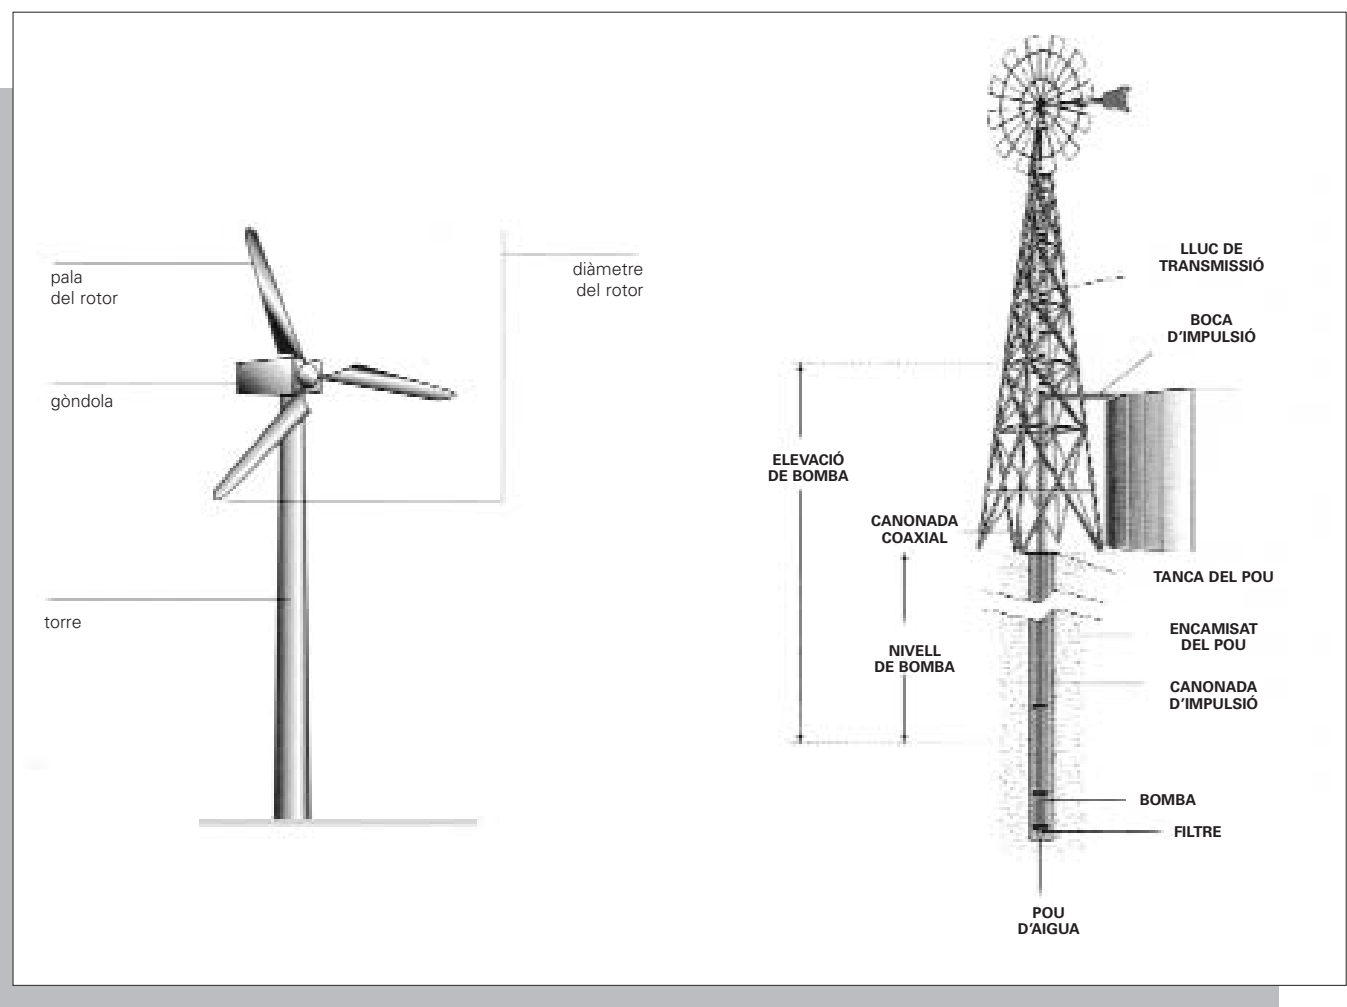 pala
del rotor
diàmetre
del rotor
gòndola
torre
LLUC DE
TRANSMISSIÓ
BOCA
D'IMPULSIÓ
ELEVACIÓ
DE BOMBA
CANONADA
COAXIAL
TANCA DEL POU
ENCAMISAT
DEL POU
NIVELL
DE BOMBA
CANONADA
D'IMPULSIÓ
BOMBA
FILTRE
POU
D'AIGUA